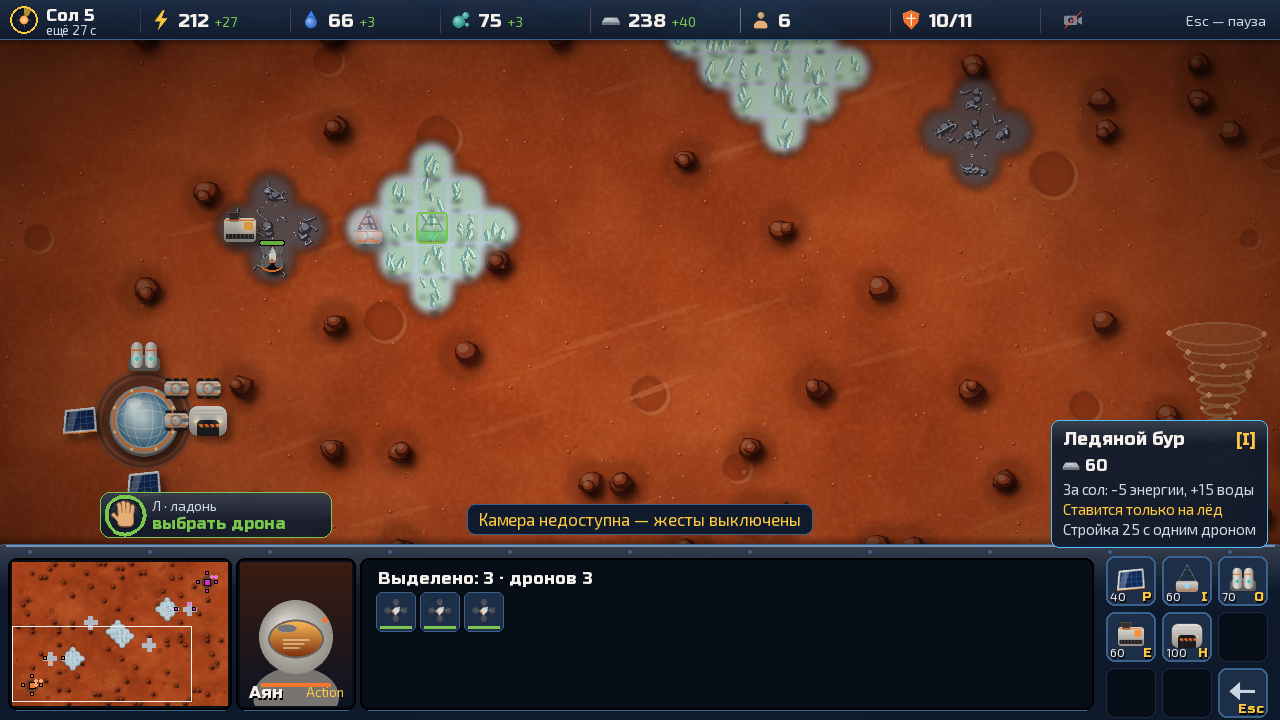 Сол 5
ещё 27 с
212 +27
66 +3
75 +3
238 +40
6
10/11
Esc — пауза
Ледяной бур [I]
60
За сол: -5 энергии, +15 воды
Ставится только на лёд
Стройка 25 с одним дроном
Л · ладонь
выбрать дрона
Камера недоступна — жесты выключены
Аян Action
Выделено: 3 · дронов 3
40 P
60 I
70 O
60 E
100 H
Esc